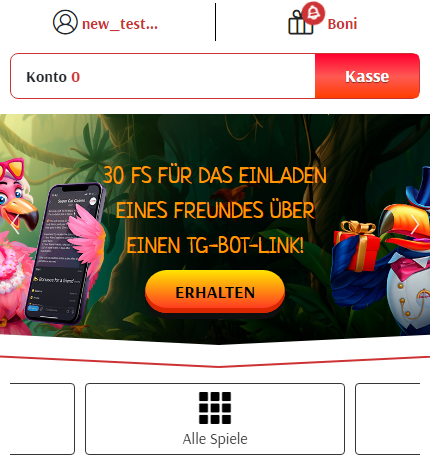 new_test...
Boni
Konto 0
Kasse
30 FS FÜR DAS EINLADEN
EINES FREUNDES ÜBER
EINEN TG-BOT-LINK!
ERHALTEN
Alle Spiele